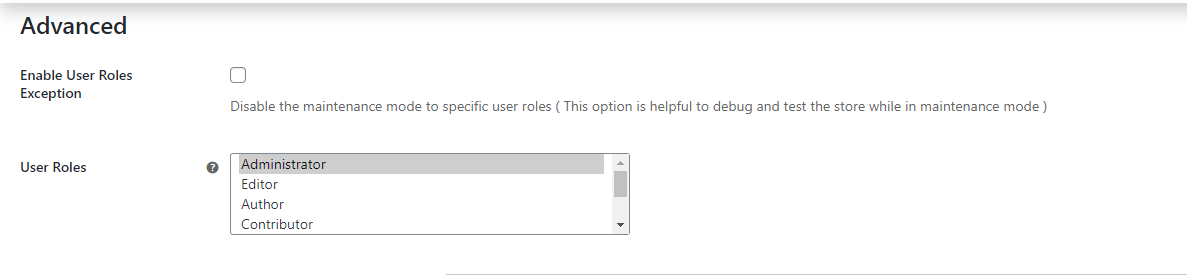 Advanced
Enable User Roles
Exception
Disable the maintenance mode to specific user roles ( This option is helpful to debug and test the store while in maintenance mode )
User Roles
?
Administrator
Editor
Author
Contributor